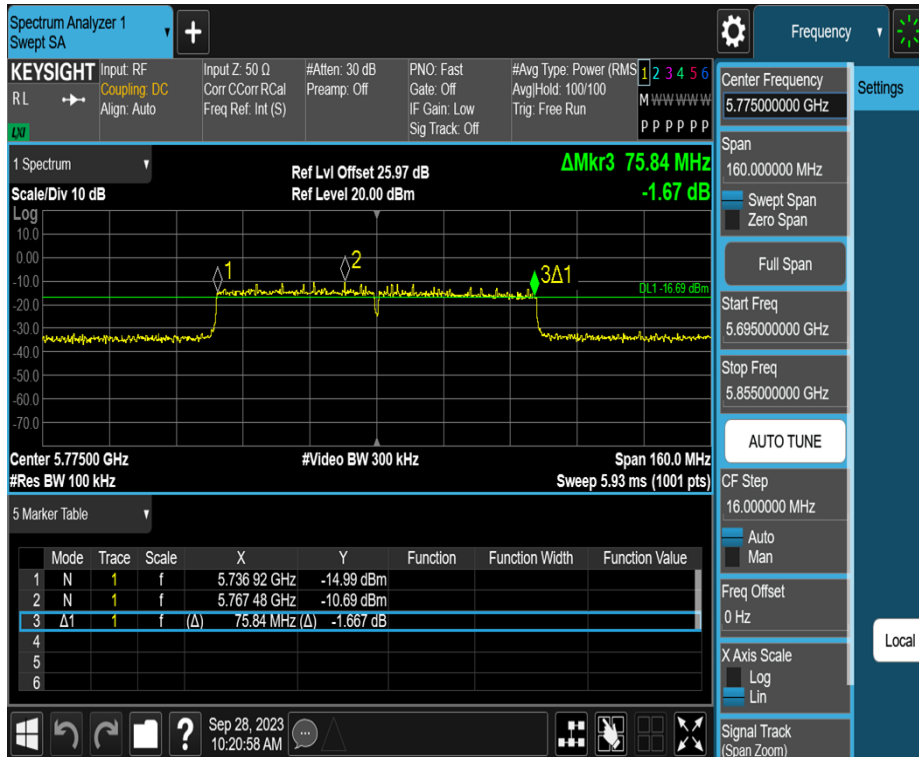 Spectrum Analyzer 1
Swept SA
+
Frequency
KEYSIGHT
RL
LXI
Input: RF
Coupling: DC
Align: Auto
Input Z: 50 Ω
Corr CCorr RCal
Freq Ref: Int (S)
#Atten: 30 dB
Preamp: Off
PNO: Fast
Gate: Off
IF Gain: Low
Sig Track: Off
#Avg Type: Power (RMS
Avg|Hold: 100/100
Trig: Free Run
1 2 3 4 5 6
M W W W W W
P P P P P P
1 Spectrum
Scale/Div 10 dB
Ref Lvl Offset 25.97 dB
Ref Level 20.00 dBm
ΔMkr3 75.84 MHz
-1.67 dB
Log
10.0
0.00
-10.0
-20.0
-30.0
-40.0
-50.0
-60.0
-70.0
1
2
3Δ1
DL1 -16.69 dBm
Center 5.77500 GHz
#Video BW 300 kHz
Span 160.0 MHz
#Res BW 100 kHz
Sweep 5.93 ms (1001 pts)
5 Marker Table
Mode Trace Scale X Y Function Function Width Function Value
1 N 1 f 5.736 92 GHz -14.99 dBm
2 N 1 f 5.767 48 GHz -10.69 dBm
3 Δ1 1 f (Δ) 75.84 MHz (Δ) -1.667 dB
4
5
6
?
Sep 28, 2023
10:20:58 AM
Center Frequency
5.775000000 GHz
Span
160.000000 MHz
Swept Span
Zero Span
Full Span
Start Freq
5.695000000 GHz
Stop Freq
5.855000000 GHz
AUTO TUNE
CF Step
16.000000 MHz
Auto
Man
Freq Offset
0 Hz
X Axis Scale
Log
Lin
Signal Track
(Span Zoom)
Settings
Local